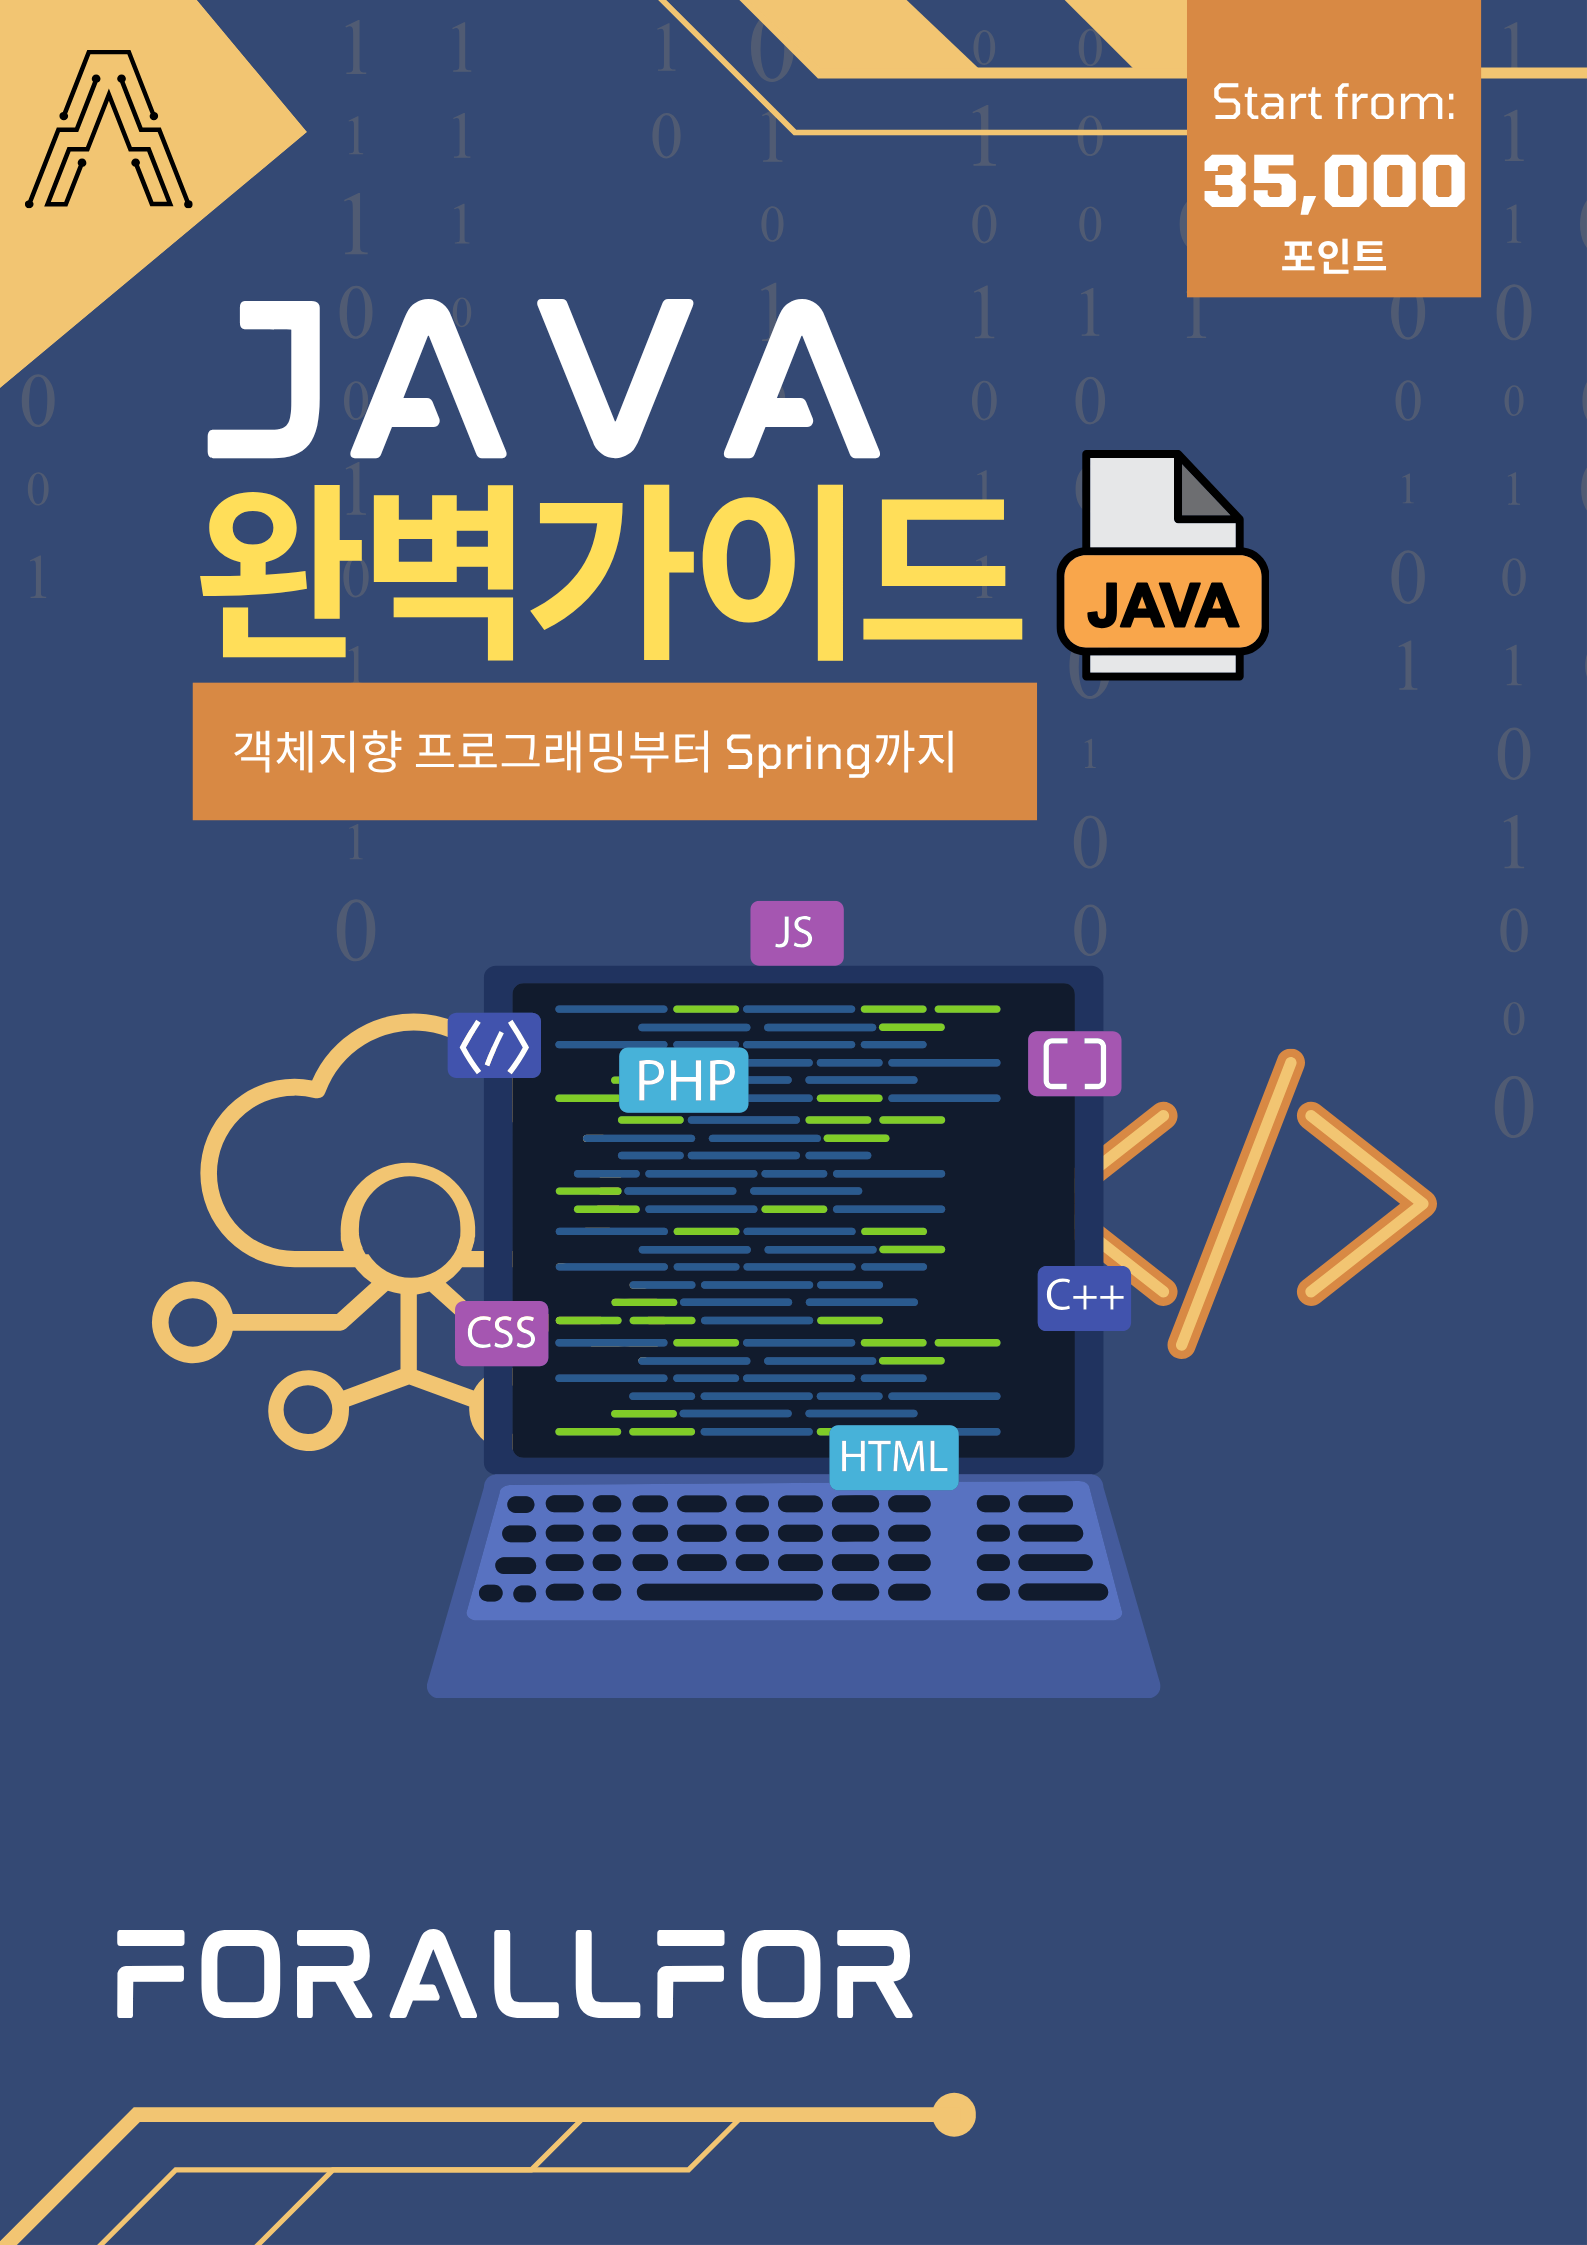 Start from:
35,000
포인트
JAVA
완벽가이드
JAVA
객체지향 프로그래밍부터 Spring까지
JS
</>
PHP
[ ]
C++
CSS
HTML
</>
FORALLFOR